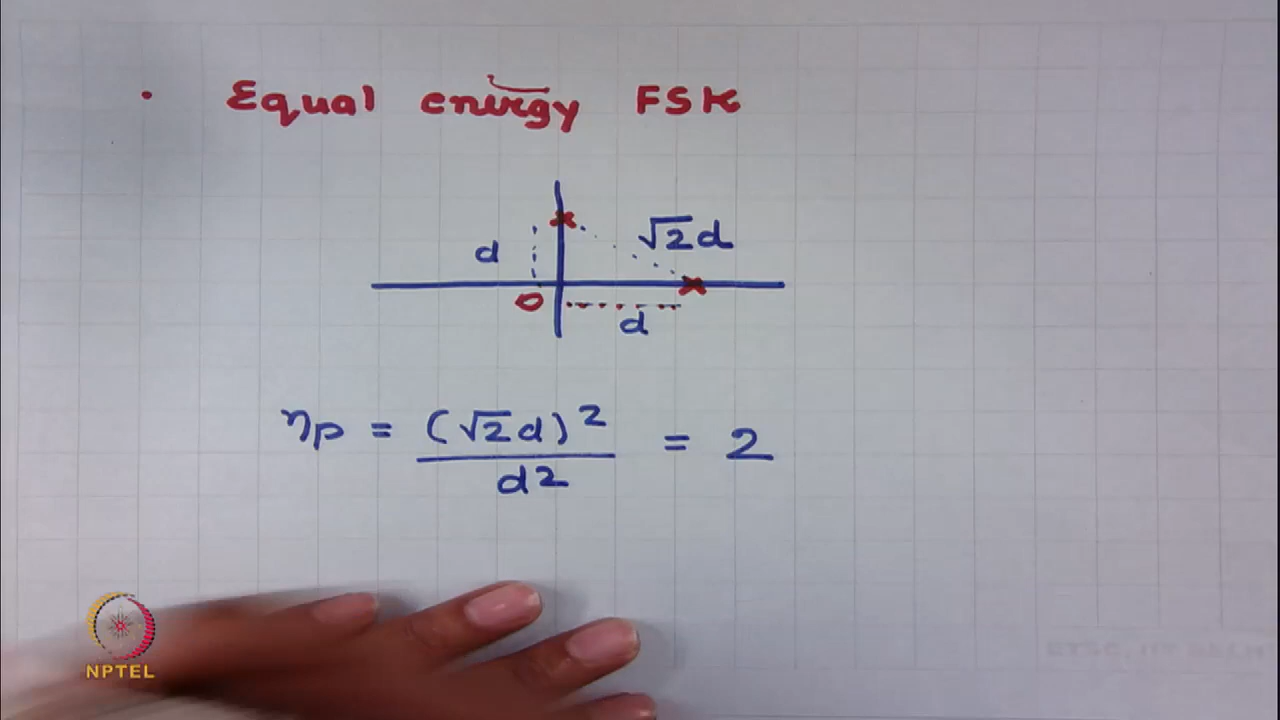 • Equal energy FSK
√2d
d
0
d
ηp = (√2d)² / d2 = 2
NPTEL